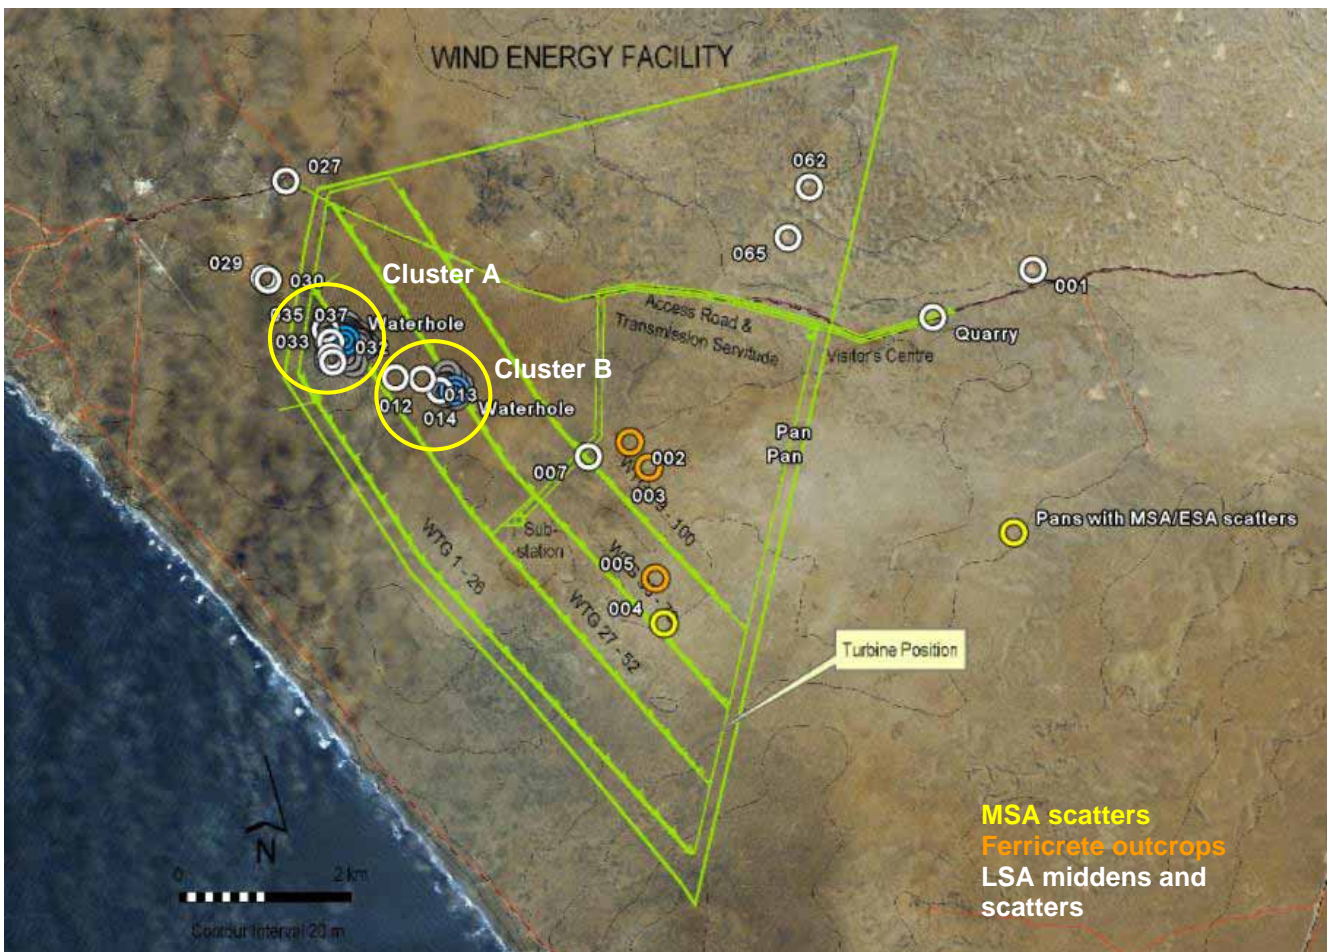 WIND ENERGY FACILITY
027
062
065
029
030
001
Cluster A
035
037
Waterhole
033
032
Access Road &
Transmission Servitude
Quarry
Visitor's Centre
Cluster B
012
013
014
Waterhole
Pan
Pan
007
002
003
100
Pans with MSA/ESA scatters
Sub-
station
WTG 1 - 26
005
004
WTG 27 - 52
Turbine Position
N
0
2 km
Contour Interval 20 m
MSA scatters
Ferricrete outcrops
LSA middens and
scatters